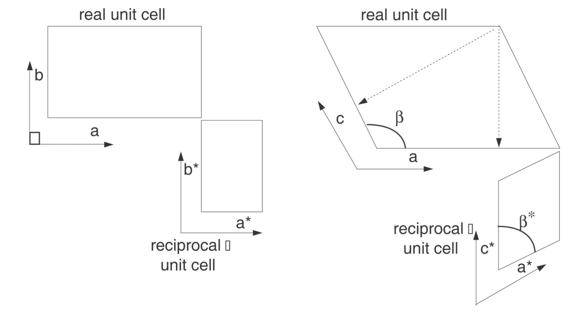 real unit cell
b
a
b*
a*
reciprocal
unit cell
real unit cell
c
β
a
reciprocal
unit cell
c*
β*
a*